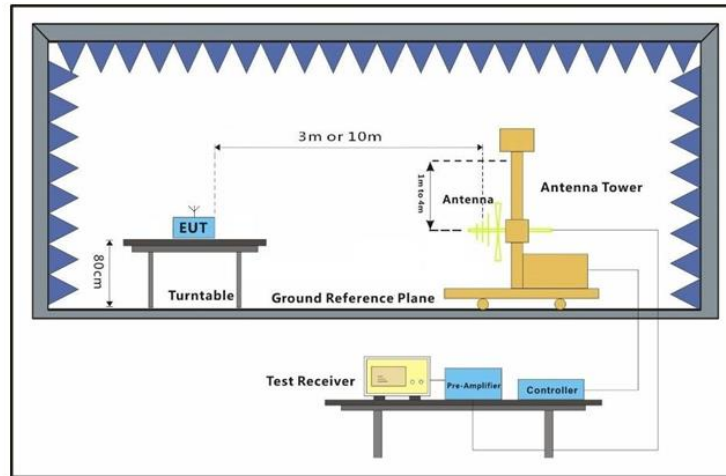 3m or 10m
1m to 4m
Antenna
Antenna Tower
EUT
80cm
Turntable
Ground Reference Plane
Test Receiver
Pre-Amplifier
Controller